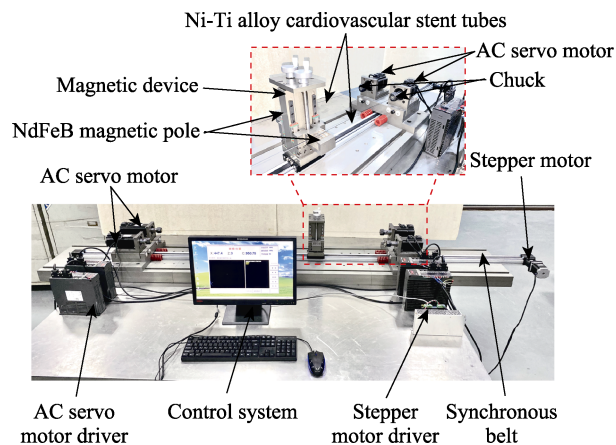 Ni-Ti alloy cardiovascular stent tubes
AC servo motor
Magnetic device
Chuck
NdFeB magnetic pole
Stepper motor
AC servo motor
AC servo
motor driver
Control system
Stepper
motor driver
Synchronous
belt